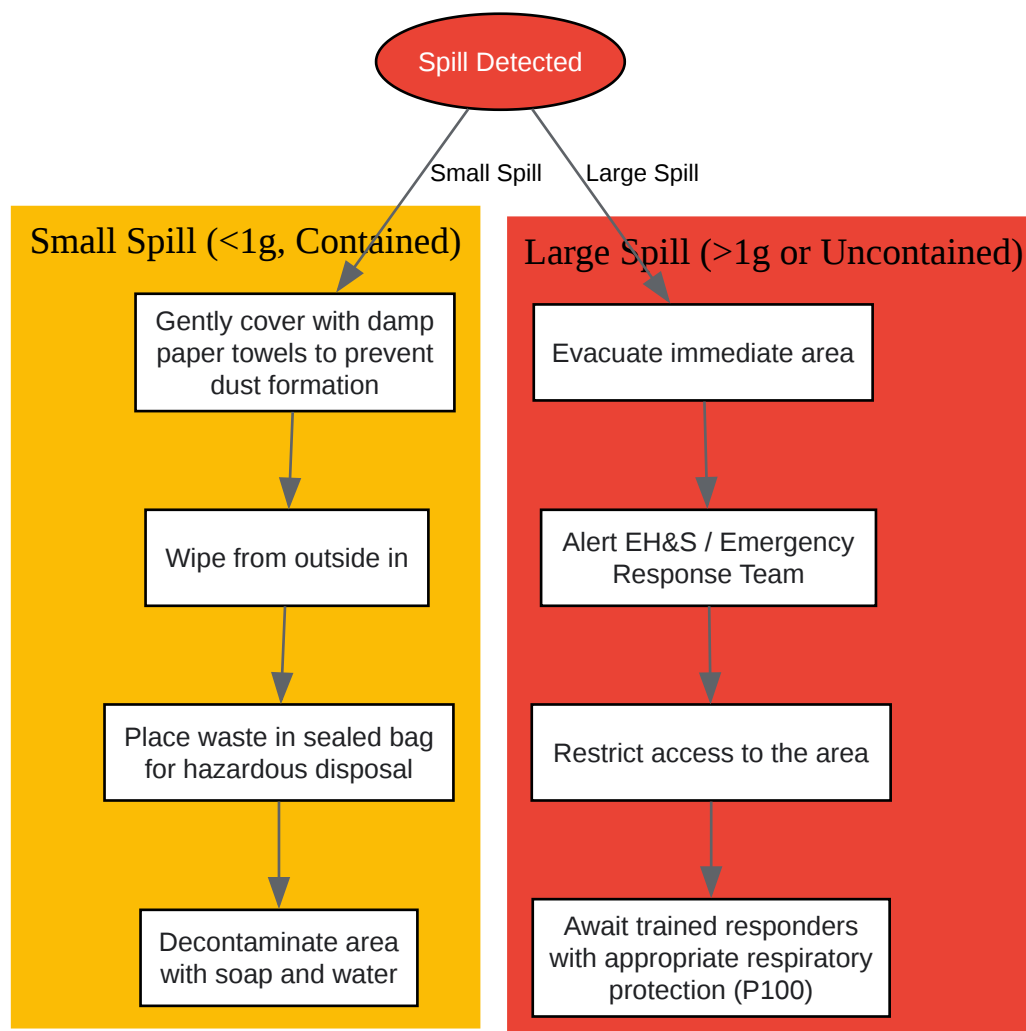 Spill Detected
Small Spill
Large Spill
Small Spill (<1g, Contained)
Gently cover with damp
paper towels to prevent
dust formation
Wipe from outside in
Place waste in sealed bag
for hazardous disposal
Decontaminate area
with soap and water
Large Spill (>1g or Uncontained)
Evacuate immediate area
Alert EH&S / Emergency
Response Team
Restrict access to the area
Await trained responders
with appropriate respiratory
protection (P100)